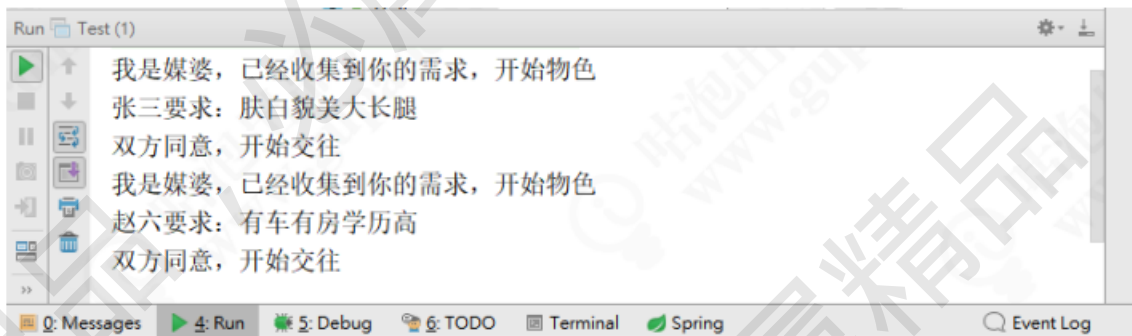 Run Test (1)
我是媒婆，已经收集到你的需求，开始物色
张三要求：肤白貌美大长腿
双方同意，开始交往
我是媒婆，已经收集到你的需求，开始物色
赵六要求：有车有房学历高
双方同意，开始交往
0: Messages 4: Run 5: Debug 6: TODO Terminal Spring Event Log